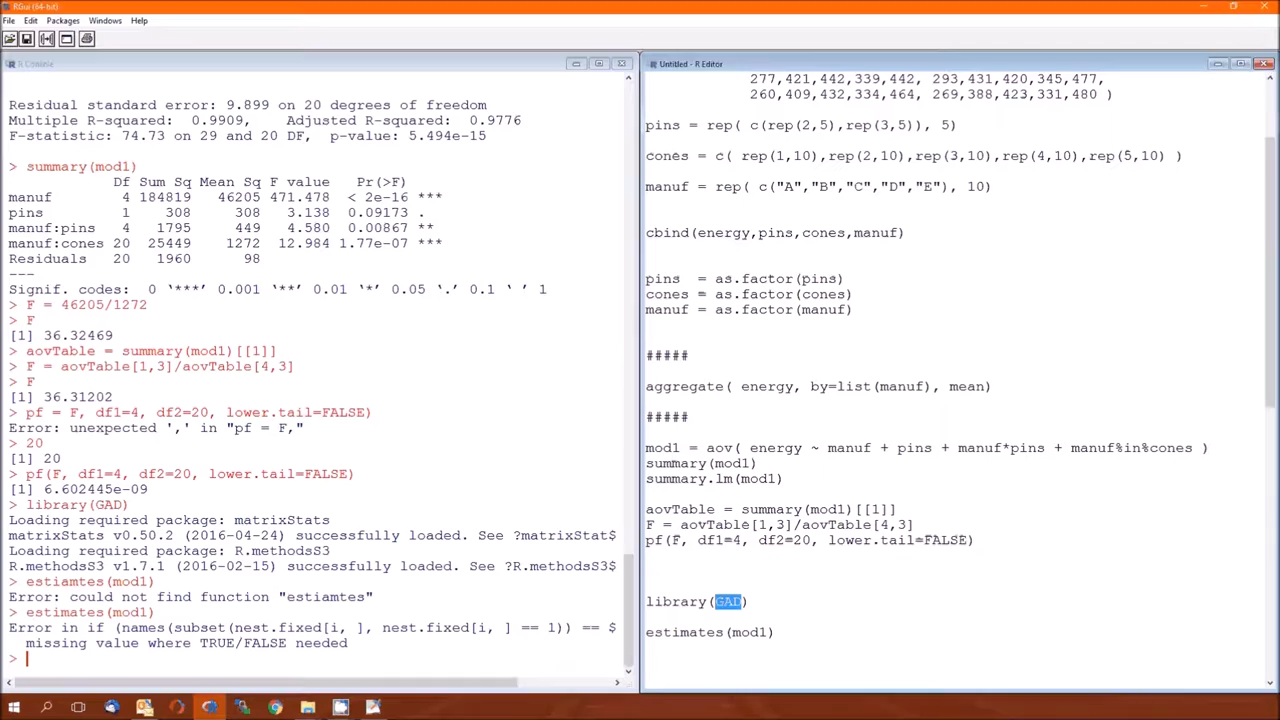 RGui (64-bit)
File Edit Packages Windows Help
R Console
Residual standard error: 9.899 on 20 degrees of freedom
Multiple R-squared: 0.9909, Adjusted R-squared: 0.9776
F-statistic: 74.73 on 29 and 20 DF, p-value: 5.494e-15
> summary(mod1)
Df Sum Sq Mean Sq F value Pr(>F)
manuf 4 184819 46205 471.478 < 2e-16 ***
pins 1 308 308 3.138 0.09173 .
manuf:pins 4 1795 449 4.580 0.00867 **
manuf:cones 20 25449 1272 12.984 1.77e-07 ***
Residuals 20 1960 98
---
Signif. codes: 0 ‘***’ 0.001 ‘**’ 0.01 ‘*’ 0.05 ‘.’ 0.1 ‘ ’ 1
> F = 46205/1272
> F
[1] 36.32469
> aovTable = summary(mod1)[[1]]
> F = aovTable[1,3]/aovTable[4,3]
> F
[1] 36.31202
> pf = F, df1=4, df2=20, lower.tail=FALSE)
Error: unexpected ',' in "pf = F,"
> 20
[1] 20
> pf(F, df1=4, df2=20, lower.tail=FALSE)
[1] 6.602445e-09
> library(GAD)
Loading required package: matrixStats
matrixStats v0.50.2 (2016-04-24) successfully loaded. See ?matrixStat$
Loading required package: R.methodsS3
R.methodsS3 v1.7.1 (2016-02-15) successfully loaded. See ?R.methodsS3$
> estiamtes(mod1)
Error: could not find function "estiamtes"
> estimates(mod1)
Error in if (names(subset(nest.fixed[i, ], nest.fixed[i, ] == 1)) == $
missing value where TRUE/FALSE needed
>
Untitled - R Editor
277,421,442,339,442, 293,431,420,345,477,
260,409,432,334,464, 269,388,423,331,480 )
pins = rep( c(rep(2,5),rep(3,5)), 5)
cones = c( rep(1,10),rep(2,10),rep(3,10),rep(4,10),rep(5,10) )
manuf = rep( c("A","B","C","D","E"), 10)
cbind(energy,pins,cones,manuf)
pins = as.factor(pins)
cones = as.factor(cones)
manuf = as.factor(manuf)
#####
aggregate( energy, by=list(manuf), mean)
#####
mod1 = aov( energy ~ manuf + pins + manuf*pins + manuf%in%cones )
summary(mod1)
summary.lm(mod1)
aovTable = summary(mod1)[[1]]
F = aovTable[1,3]/aovTable[4,3]
pf(F, df1=4, df2=20, lower.tail=FALSE)
library(GAD)
estimates(mod1)